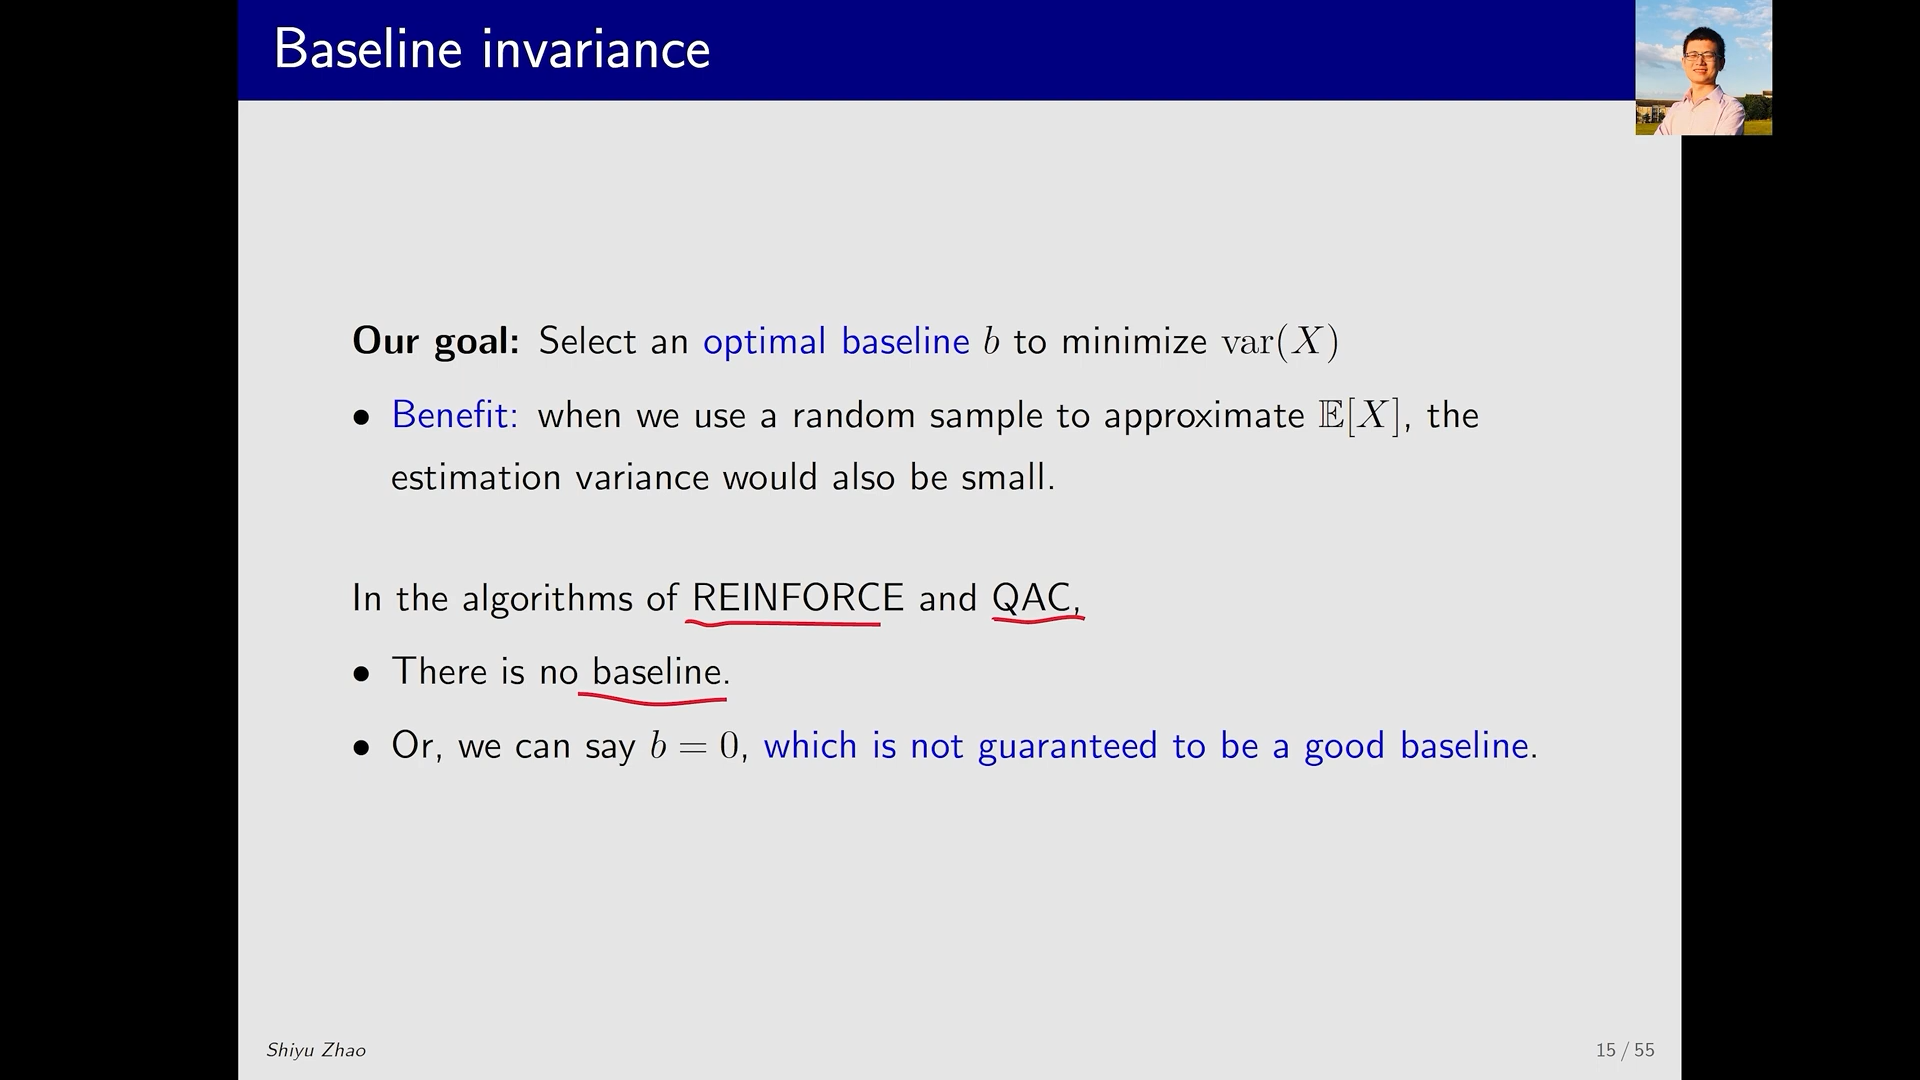 Baseline invariance
Our goal: Select an optimal baseline b to minimize var(X)
• Benefit: when we use a random sample to approximate 𝔼[X], the
estimation variance would also be small.
In the algorithms of REINFORCE and QAC,
• There is no baseline.
• Or, we can say b = 0, which is not guaranteed to be a good baseline.
Shiyu Zhao
15 / 55